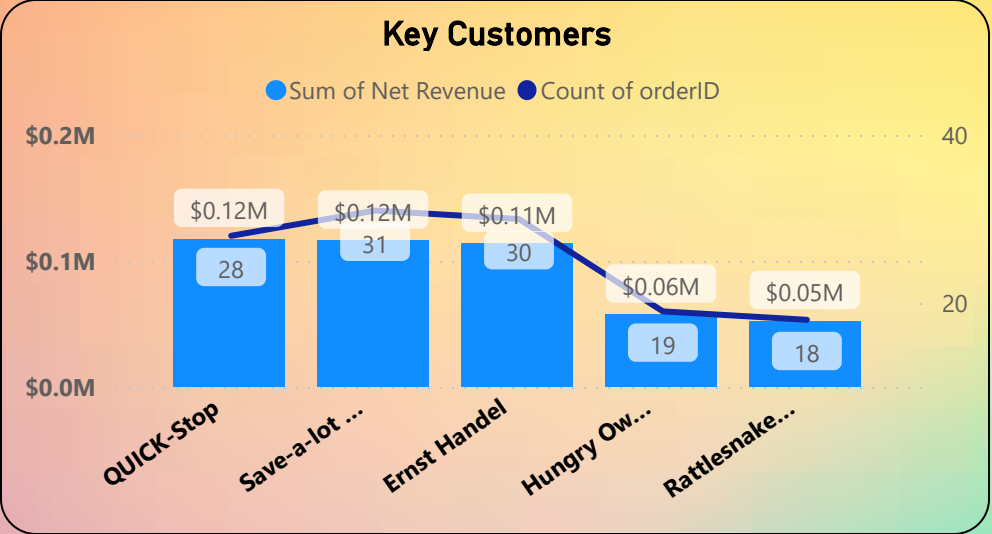 Key Customers
Sum of Net Revenue Count of orderID
$0.2M 40
$0.12M $0.12M $0.11M
31
30
$0.1M 28
$0.06M $0.05M 20
19 18
$0.0M
QUICK-Stop Save-a-lot ... Ernst Handel Hungry Ow... Rattlesnake...